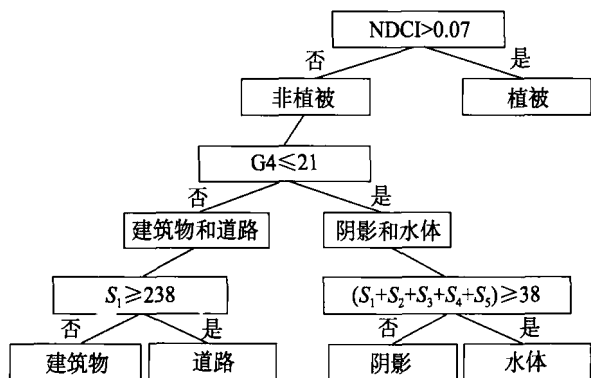 NDCI>0.07
否 是
非植被 植被
G4≤21
否 是
建筑物和道路 阴影和水体
S₁≥238 (S₁+S₂+S₃+S₄+S₅)≥38
否 是 否 是
建筑物 道路 阴影 水体